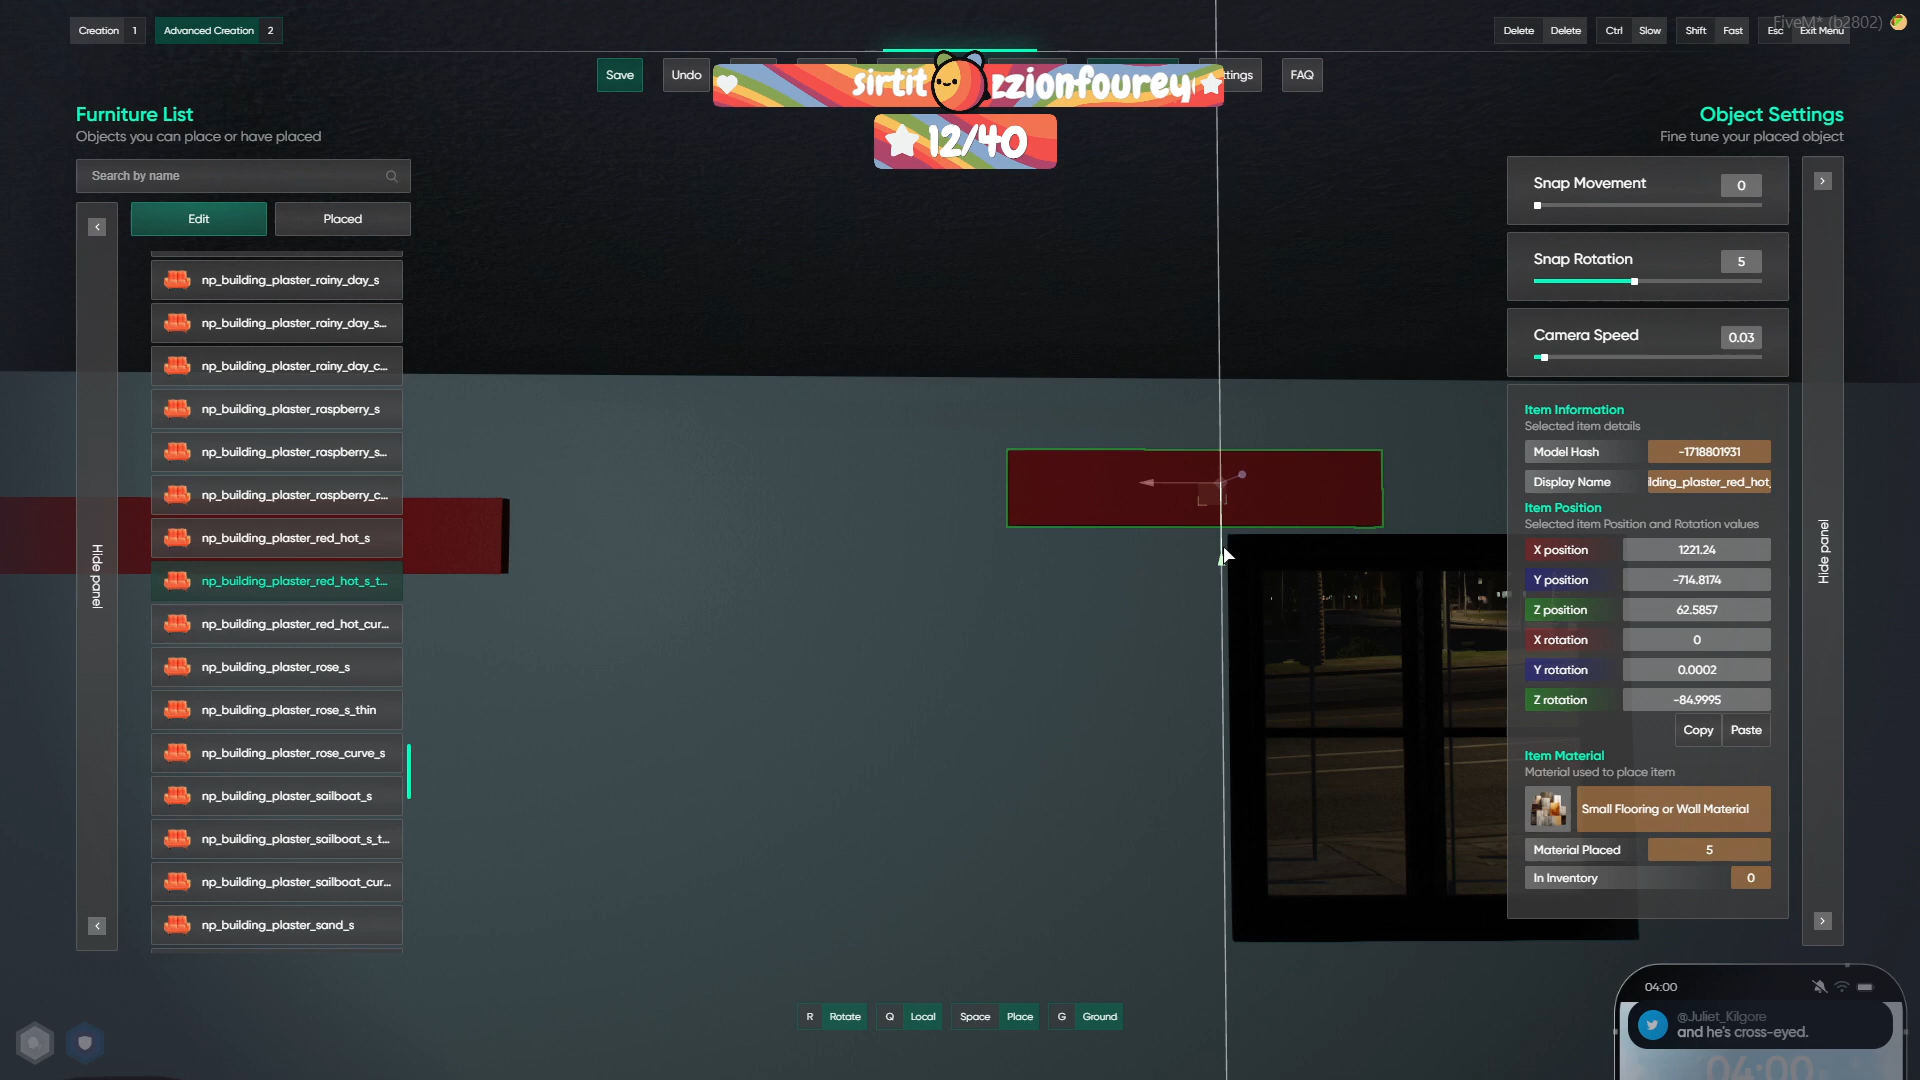 Creation 1
Advanced Creation 2
Delete Delete
Ctrl Slow
Shift Fast
Esc Exit Menu
FiveM* (b2802)
Save
Undo
ttings
FAQ
sirtit
zzionfourey
12/40
Furniture List
Objects you can place or have placed
Search by name
Edit
Placed
Hide panel
np_building_plaster_rainy_day_s
np_building_plaster_rainy_day_s...
np_building_plaster_rainy_day_c...
np_building_plaster_raspberry_s
np_building_plaster_raspberry_s...
np_building_plaster_raspberry_c...
np_building_plaster_red_hot_s
np_building_plaster_red_hot_s_t...
np_building_plaster_red_hot_cur...
np_building_plaster_rose_s
np_building_plaster_rose_s_thin
np_building_plaster_rose_curve_s
np_building_plaster_sailboat_s
np_building_plaster_sailboat_s_t...
np_building_plaster_sailboat_cur...
np_building_plaster_sand_s
Object Settings
Fine tune your placed object
Snap Movement 0
Snap Rotation 5
Camera Speed 0.03
Item Information
Selected item details
Model Hash -1718801931
Display Name ilding_plaster_red_hot_
Item Position
Selected item Position and Rotation values
X position 1221.24
Y position -714.8174
Z position 62.5857
X rotation 0
Y rotation 0.0002
Z rotation -84.9995
Copy Paste
Item Material
Material used to place item
Small Flooring or Wall Material
Material Placed 5
In Inventory 0
Hide panel
R Rotate
Q Local
Space Place
G Ground
04:00
@Juliet_Kilgore
and he's cross-eyed.
04:00